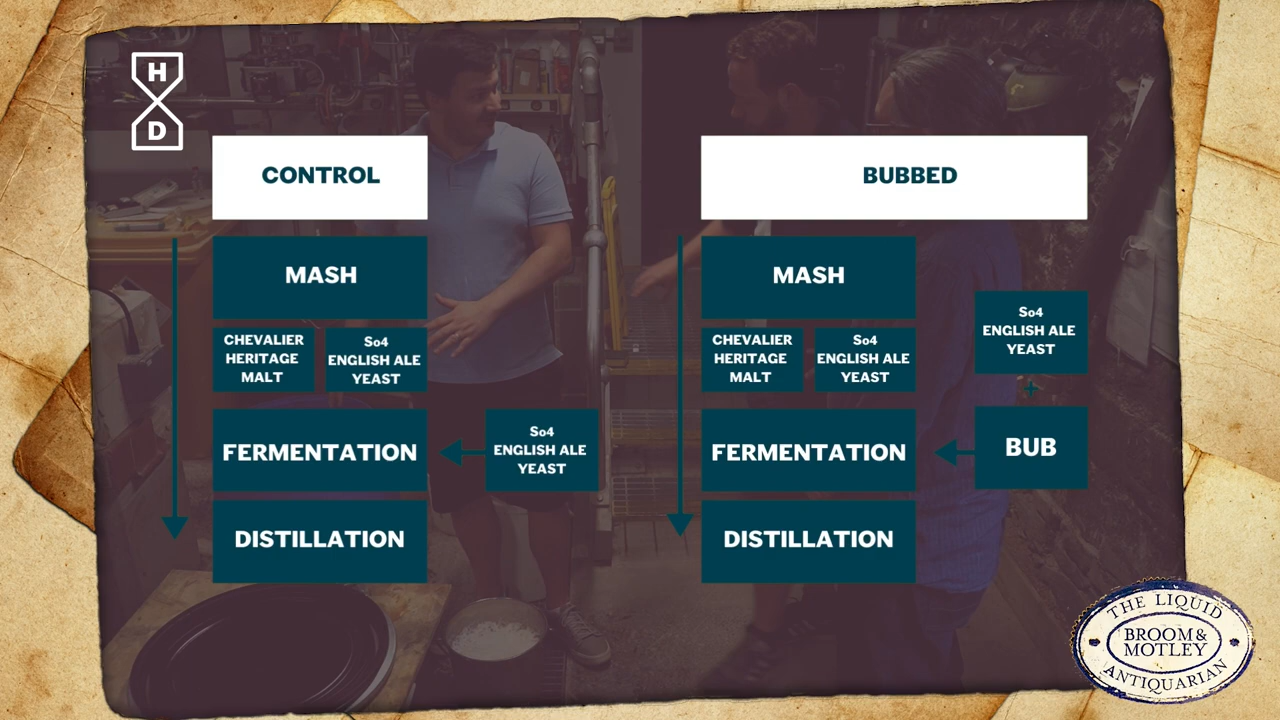 H
D
CONTROL
MASH
CHEVALIER
HERITAGE
MALT
So4
ENGLISH ALE
YEAST
FERMENTATION
So4
ENGLISH ALE
YEAST
DISTILLATION
BUBBED
MASH
CHEVALIER
HERITAGE
MALT
So4
ENGLISH ALE
YEAST
So4
ENGLISH ALE
YEAST
+
FERMENTATION
BUB
DISTILLATION
THE LIQUID
BROOM &
MOTLEY
ANTIQUARIAN